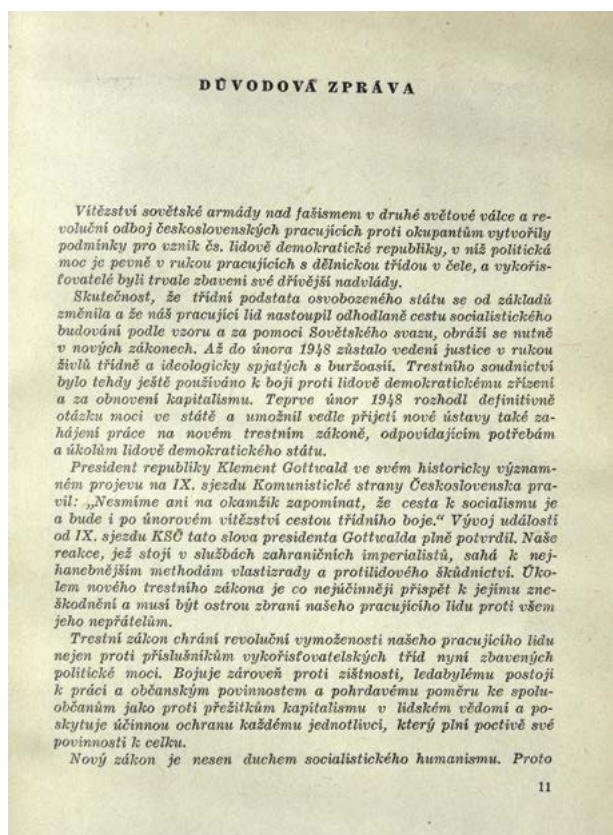 DŮVODOVÁ ZPRÁVA
Vítězství sovětské armády nad fašismem v druhé světové válce a re-
voluční odboj československých pracujících proti okupantům vytvořily
podmínky pro vznik čs. lidově demokratické republiky, v níž politická
moc je pevně v rukou pracujících s dělnickou třídou v čele, a vykořis-
ťovatelé byli trvale zbaveni své dřívější nadvlády.
Skutečnost, že třídní podstata osvobozeného státu se od základů
změnila a že náš pracující lid nastoupil odhodlaně cestu socialistického
budování podle vzoru a za pomoci Sovětského svazu, obráží se nutně
v nových zákonech. Až do února 1948 zůstalo vedení justice v rukou
živlů třídně a ideologicky spjatých s buržoasií. Trestního soudnictví
bylo tehdy ještě používáno k boji proti lidově demokratickému zřízení
a za obnovení kapitalismu. Teprve únor 1948 rozhodl definitivně
otázku moci ve státě a umožnil vedle přijetí nové ústavy také za-
hájení práce na novém trestním zákoně, odpovídajícím potřebám
a úkolům lidově demokratického státu.
President republiky Klement Gottwald ve svém historicky význam-
ném projevu na IX. sjezdu Komunistické strany Československa pra-
vil: „Nesmíme ani na okamžik zapomínat, že cesta k socialismu je
a bude i po únorovém vítězství cestou třídního boje.“ Vývoj událostí
od IX. sjezdu KSČ tato slova presidenta Gottwalda plně potvrdil. Naše
reakce, jež stojí v službách zahraničních imperialistů, sahá k nej-
hanebnějším methodám vlastizrady a protilidového škůdnictví. Úko-
lem nového trestního zákona je co nejúčinněji přispět k jejímu zne-
škodnění a musí být ostrou zbraní našeho pracujícího lidu proti všem
jeho nepřátelům.
Trestní zákon chrání revoluční vymoženosti našeho pracujícího lidu
nejen proti příslušníkům vykořisťovatelských tříd nyní zbavených
politické moci. Bojuje zároveň proti zištnosti, ledabylému postoji
k práci a občanským povinnostem a pohrdavému poměru ke spolu-
občanům jako proti přežitkům kapitalismu v lidském vědomí a po-
skytuje účinnou ochranu každému jednotlivci, který plní poctivě své
povinnosti k celku.
Nový zákon je nesen duchem socialistického humanismu. Proto
11